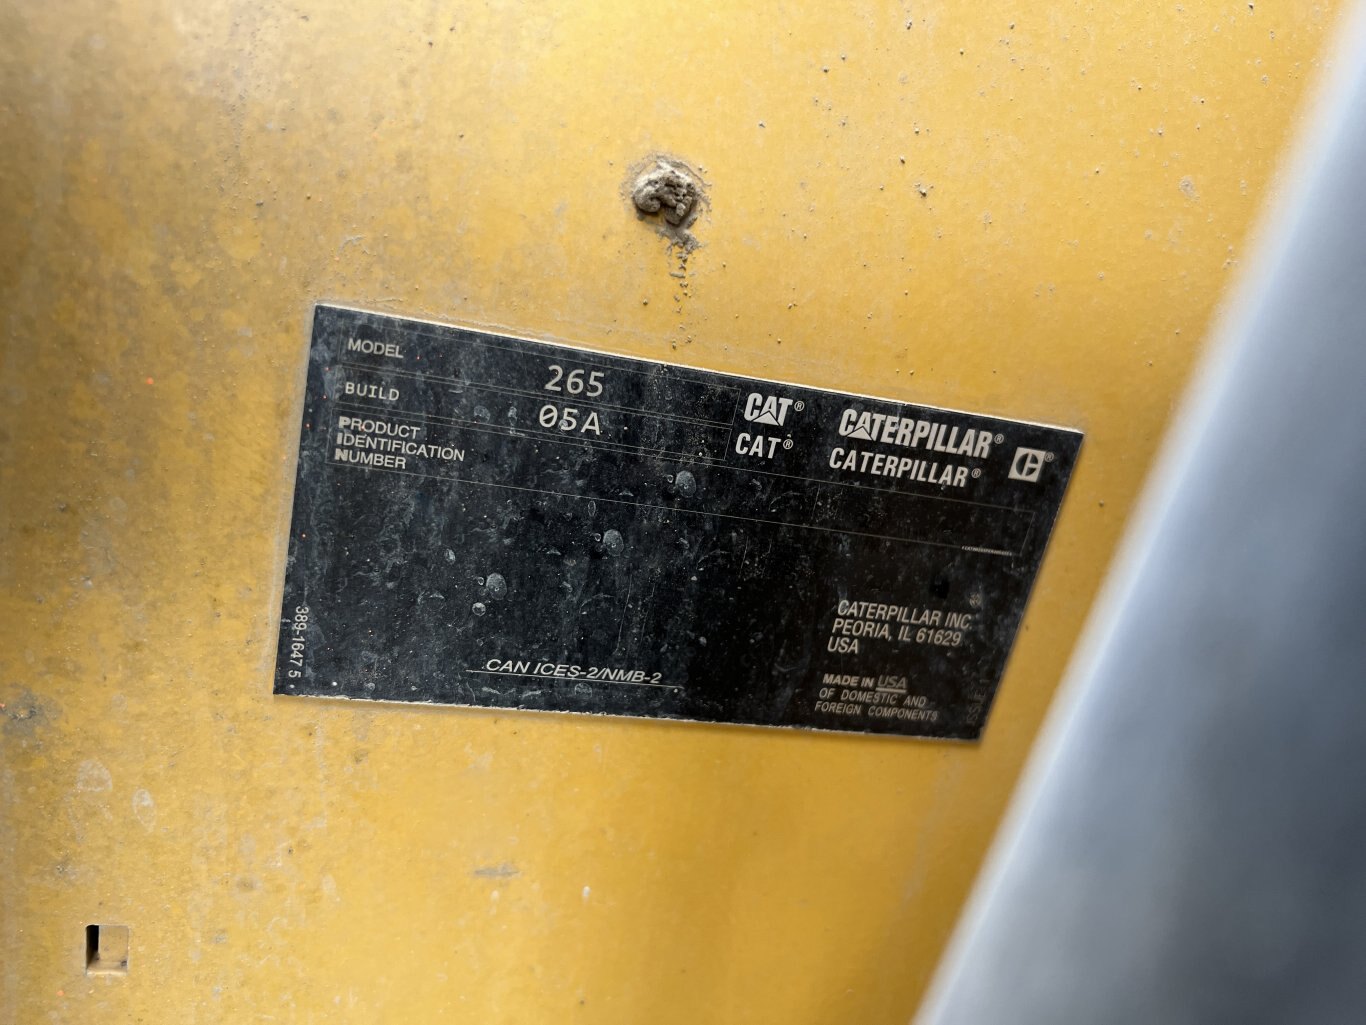 MODEL 265
BUILD 05A
PRODUCT
IDENTIFICATION
NUMBER
CAT® CATERPILLAR® C®
CAT® CATERPILLAR®
389-1647 5
CAN ICES-2/NMB-2
CATERPILLAR INC.
PEORIA, IL 61629
USA
MADE IN USA
OF DOMESTIC AND
FOREIGN COMPONENTS